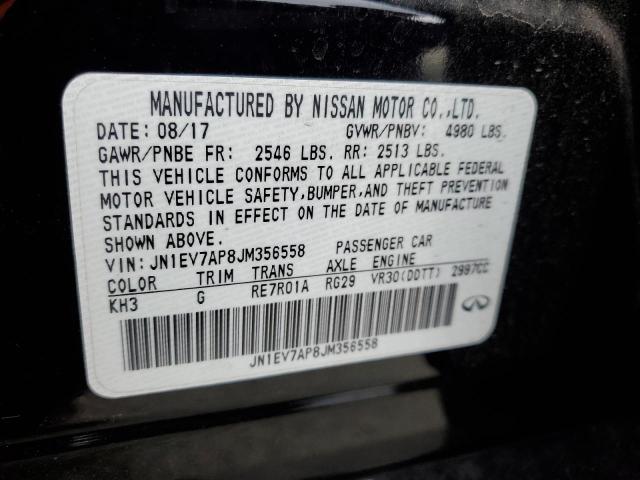 MANUFACTURED BY NISSAN MOTOR CO.,LTD.
DATE: 08/17 GVWR/PNBV: 4980 LBS.
GAWR/PNBE FR: 2546 LBS. RR: 2513 LBS.
THIS VEHICLE CONFORMS TO ALL APPLICABLE FEDERAL
MOTOR VEHICLE SAFETY,BUMPER,AND THEFT PREVENTION
STANDARDS IN EFFECT ON THE DATE OF MANUFACTURE
SHOWN ABOVE.
VIN: JN1EV7AP8JM356558 PASSENGER CAR
COLOR TRIM TRANS AXLE ENGINE
KH3 G RE7R01A RG29 VR30(DDTT) 2997CC
JN1EV7AP8JM356558